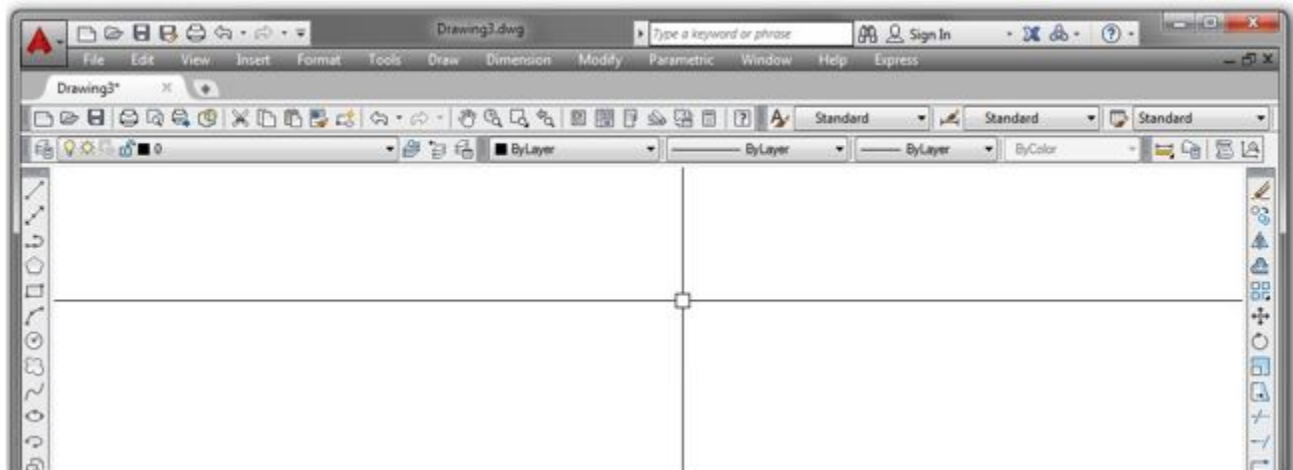 Drawing3.dwg
Type a keyword or phrase
Sign In
File Edit View Insert Format Tools Draw Dimension Modify Parametric Window Help Express
Drawing3*
Standard Standard Standard
0 ByLayer ByLayer ByLayer ByColor